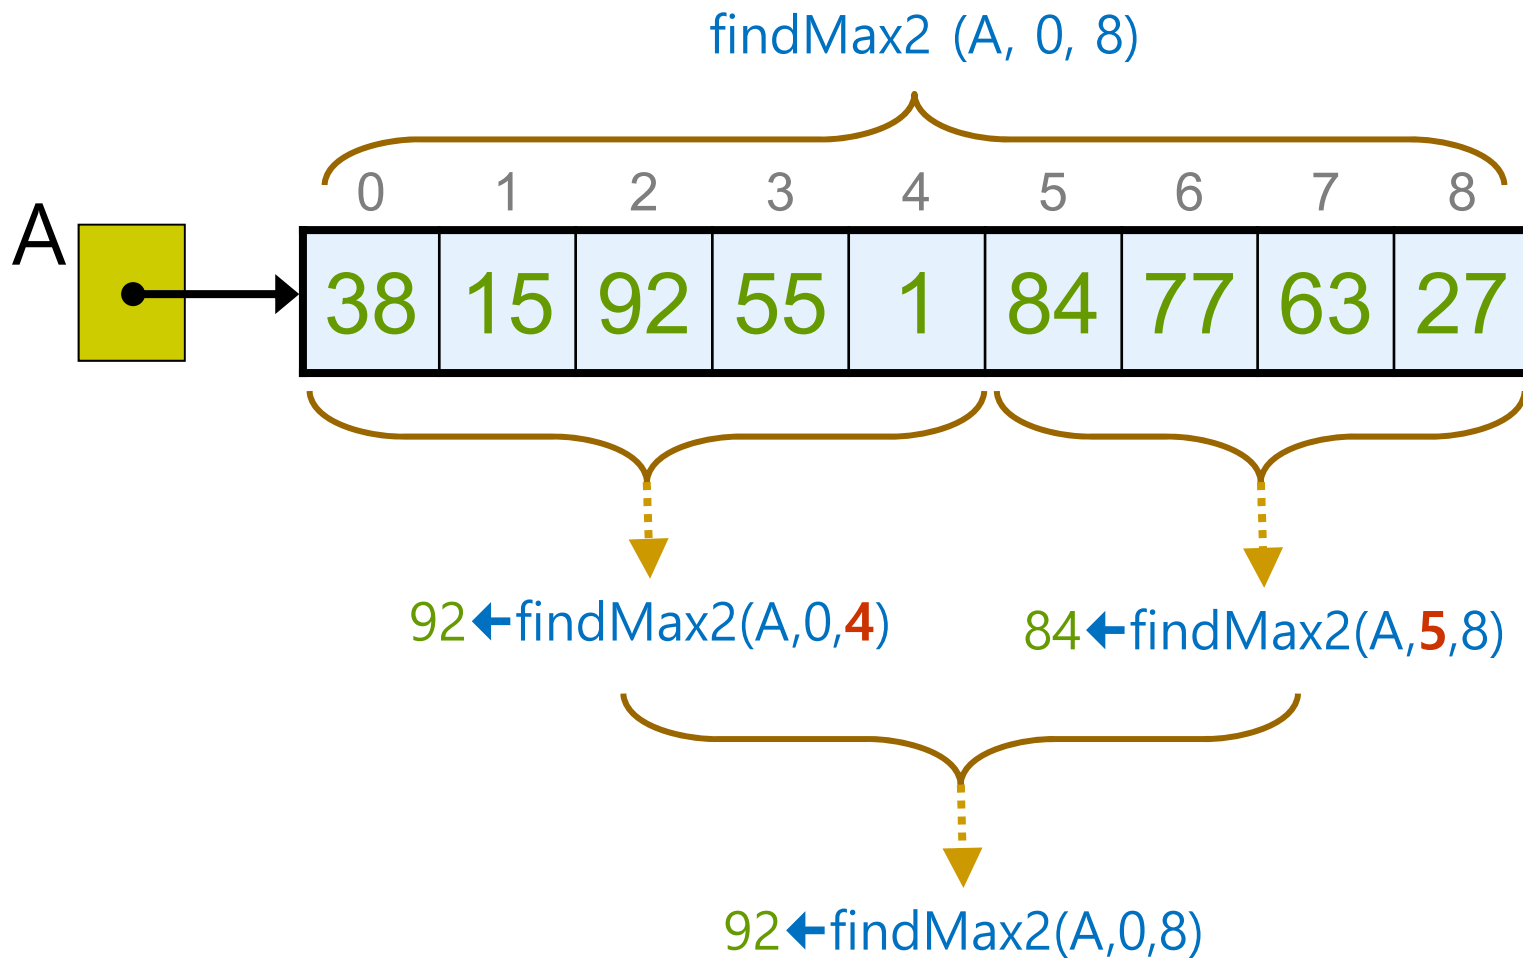 findMax2 (A, 0, 8)
0 1 2 3 4 5 6 7 8
A
38 15 92 55 1 84 77 63 27
92🡸findMax2(A,0,4)
84🡸findMax2(A,5,8)
92🡸findMax2(A,0,8)